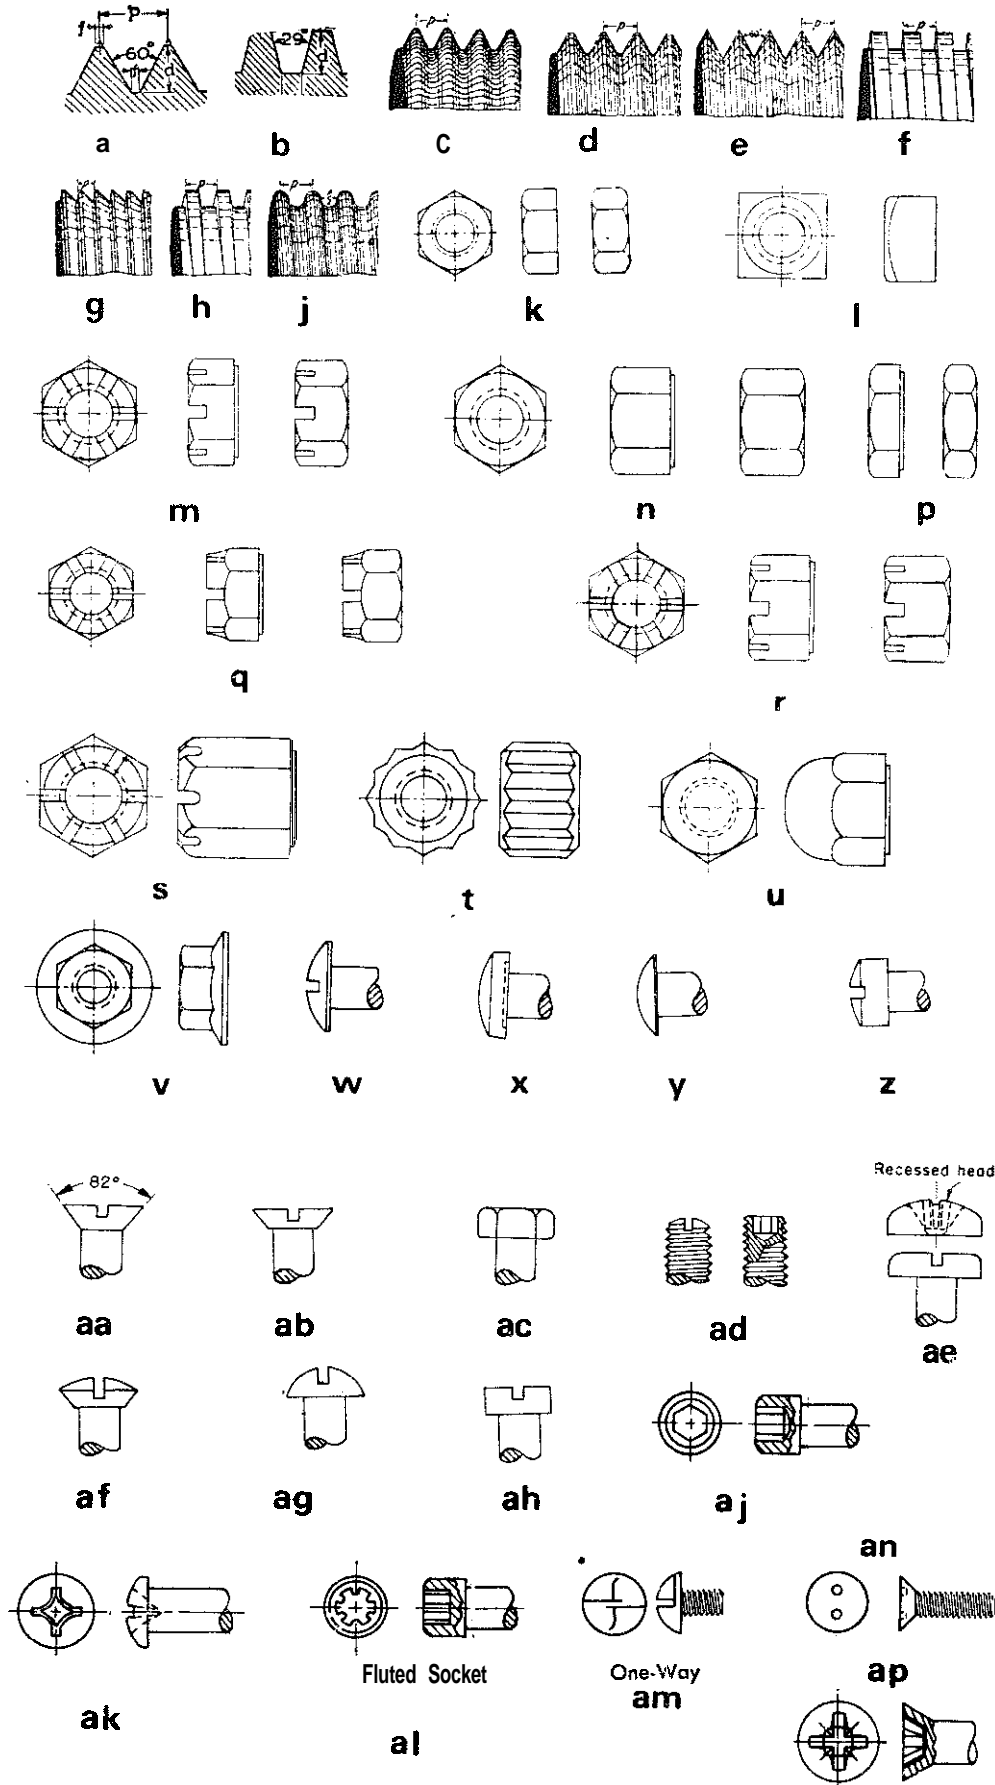 f P P P P P
60° 29° d
a b c d e f
P P P
g h j k l
m n p
q r
s t u
v w x y z
82° Recessed head
aa ab ac ad ae
af ag ah aj
an
Fluted Socket One-Way ap
ak al am